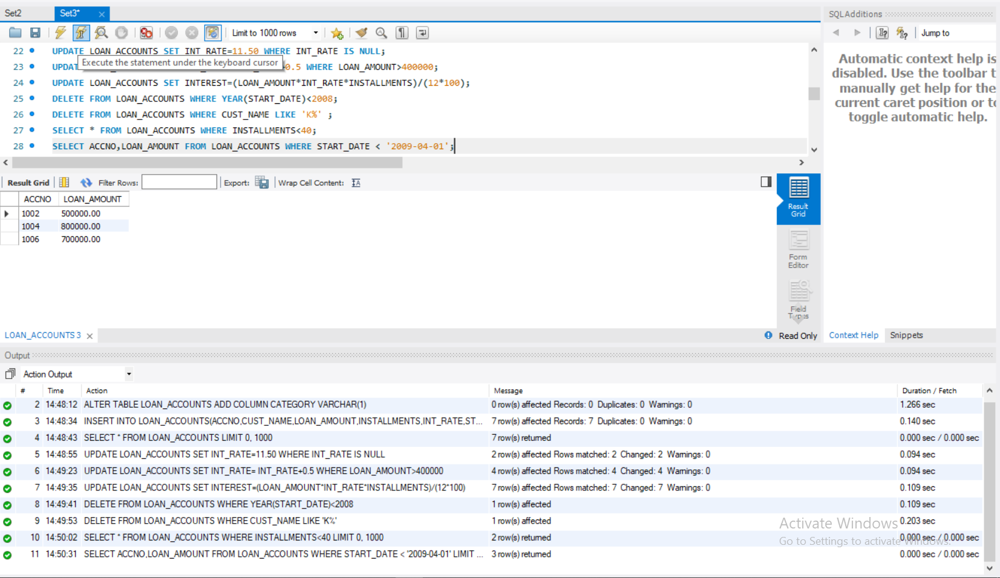 Set2
Set3*
SQLAdditions
Limit to 1000 rows
Jump to
22 UPDATE LOAN_ACCOUNTS SET INT_RATE=11.50 WHERE INT_RATE IS NULL;
Execute the statement under the keyboard cursor
23 UPDAT 0.5 WHERE LOAN_AMOUNT>400000;
24 UPDATE LOAN_ACCOUNTS SET INTEREST=(LOAN_AMOUNT*INT_RATE*INSTALLMENTS)/(12*100);
25 DELETE FROM LOAN_ACCOUNTS WHERE YEAR(START_DATE)<2008;
26 DELETE FROM LOAN_ACCOUNTS WHERE CUST_NAME LIKE 'K%' ;
27 SELECT * FROM LOAN_ACCOUNTS WHERE INSTALLMENTS<40;
28 SELECT ACCNO,LOAN_AMOUNT FROM LOAN_ACCOUNTS WHERE START_DATE < '2009-04-01';
Automatic context help is
disabled. Use the toolbar t
manually get help for the
current caret position or to
toggle automatic help.
Result Grid Filter Rows: Export: Wrap Cell Content:
ACCNO LOAN_AMOUNT
1002 500000.00
1004 800000.00
1006 700000.00
Result
Grid
Form
Editor
Field
Types
LOAN_ACCOUNTS 3
Read Only
Context Help
Snippets
Output
Action Output
# Time Action Message Duration / Fetch
2 14:48:12 ALTER TABLE LOAN_ACCOUNTS ADD COLUMN CATEGORY VARCHAR(1) 0 row(s) affected Records: 0 Duplicates: 0 Warnings: 0 1.266 sec
3 14:48:34 INSERT INTO LOAN_ACCOUNTS(ACCNO,CUST_NAME,LOAN_AMOUNT,INSTALLMENTS,INT_RATE,ST... 7 row(s) affected Records: 7 Duplicates: 0 Warnings: 0 0.140 sec
4 14:48:43 SELECT * FROM LOAN_ACCOUNTS LIMIT 0, 1000 7 row(s) returned 0.000 sec / 0.000 sec
5 14:48:55 UPDATE LOAN_ACCOUNTS SET INT_RATE=11.50 WHERE INT_RATE IS NULL 2 row(s) affected Rows matched: 2 Changed: 2 Warnings: 0 0.094 sec
6 14:49:23 UPDATE LOAN_ACCOUNTS SET INT_RATE= INT_RATE+0.5 WHERE LOAN_AMOUNT>400000 4 row(s) affected Rows matched: 4 Changed: 4 Warnings: 0 0.094 sec
7 14:49:35 UPDATE LOAN_ACCOUNTS SET INTEREST=(LOAN_AMOUNT*INT_RATE*INSTALLMENTS)/(12*100) 7 row(s) affected Rows matched: 7 Changed: 7 Warnings: 0 0.109 sec
8 14:49:41 DELETE FROM LOAN_ACCOUNTS WHERE YEAR(START_DATE)<2008 1 row(s) affected 0.109 sec
9 14:49:53 DELETE FROM LOAN_ACCOUNTS WHERE CUST_NAME LIKE 'K%' 1 row(s) affected 0.203 sec
Activate Windows
10 14:50:02 SELECT * FROM LOAN_ACCOUNTS WHERE INSTALLMENTS<40 LIMIT 0, 1000 2 row(s) returned 0.000 sec / 0.000 sec
Go to Settings to activate Windows.
11 14:50:31 SELECT ACCNO,LOAN_AMOUNT FROM LOAN_ACCOUNTS WHERE START_DATE < '2009-04-01' LIMIT ... 3 row(s) returned 0.000 sec / 0.000 sec